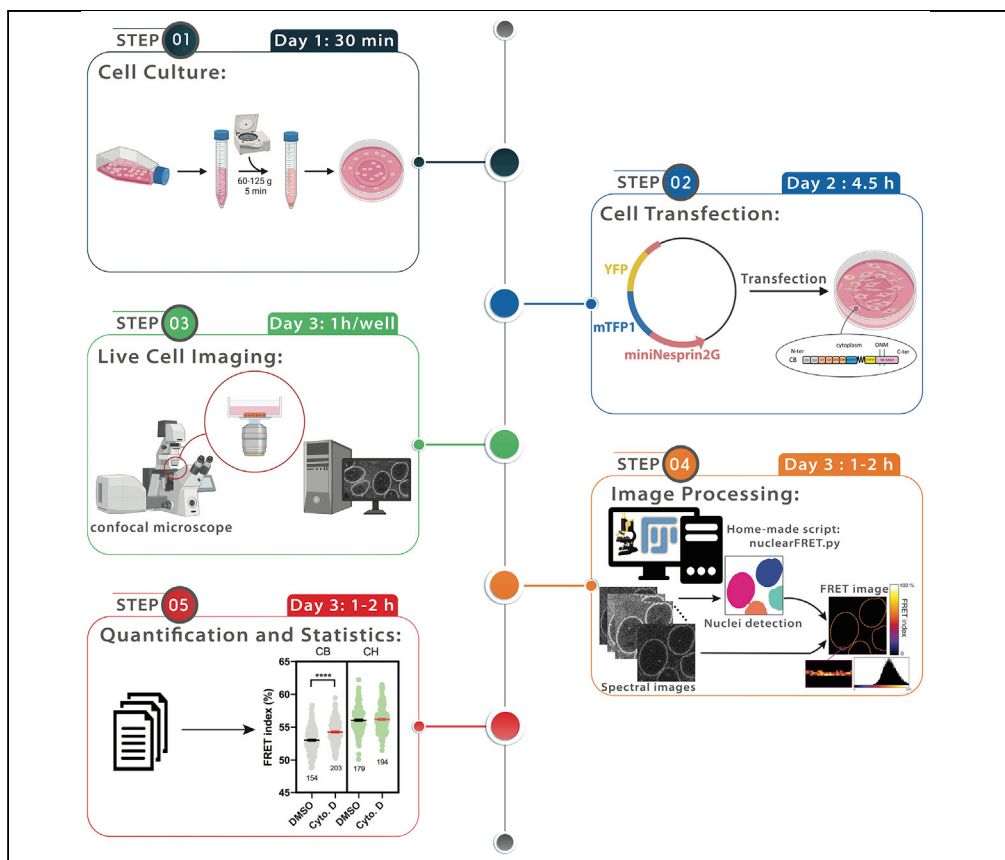 STEP 01
Day 1: 30 min
Cell Culture:
60-125 g
5 min
STEP 02
Day 2 : 4.5 h
Cell Transfection:
YFP
mTFP1
miniNesprin2G
Transfection
cytoplasm
ONM
N-ter
C-ter
CB
STEP 03
Day 3: 1h/well
Live Cell Imaging:
confocal microscope
STEP 04
Day 3 : 1-2 h
Image Processing:
Home-made script:
nuclearFRET.py
Nuclei detection
Spectral images
FRET image
100 %
FRET index
0
STEP 05
Day 3: 1-2 h
Quantification and Statistics:
CB
CH
****
FRET index (%)
65
60
55
50
45
154
203
179
194
DMSO
Cyto. D
DMSO
Cyto. D